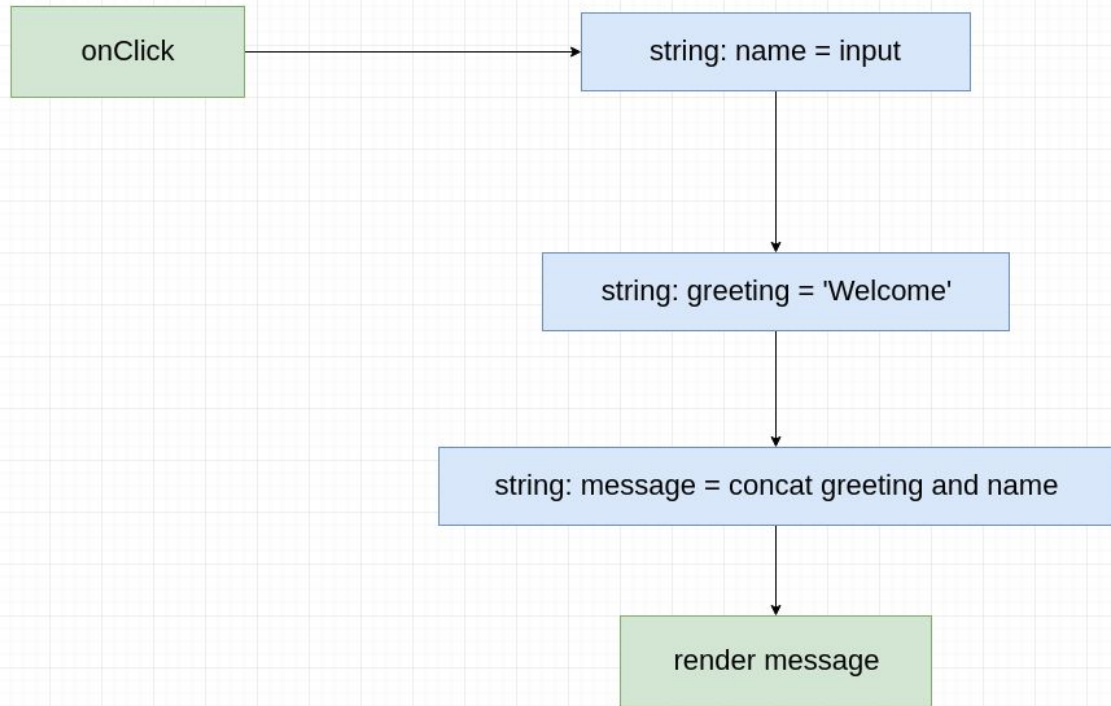 onClick
string: name = input
string: greeting = 'Welcome'
string: message = concat greeting and name
render message